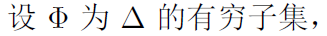 设 Φ 为 Δ 的有穷子集,